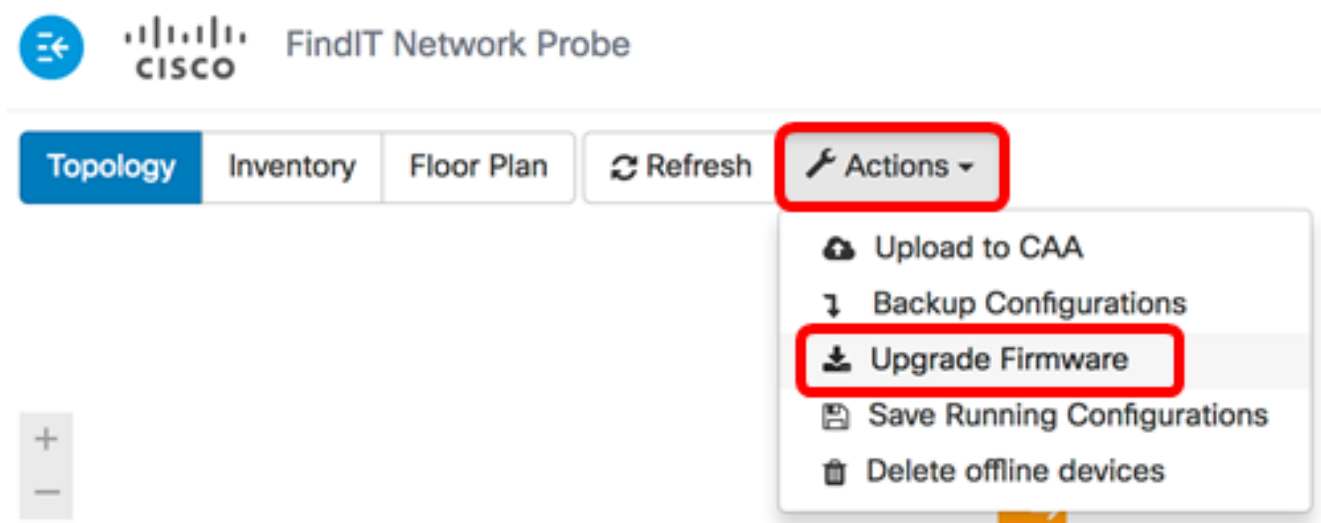 CISCO FindIT Network Probe
Topology Inventory Floor Plan Refresh Actions
Upload to CAA
Backup Configurations
Upgrade Firmware
Save Running Configurations
Delete offline devices
+
−